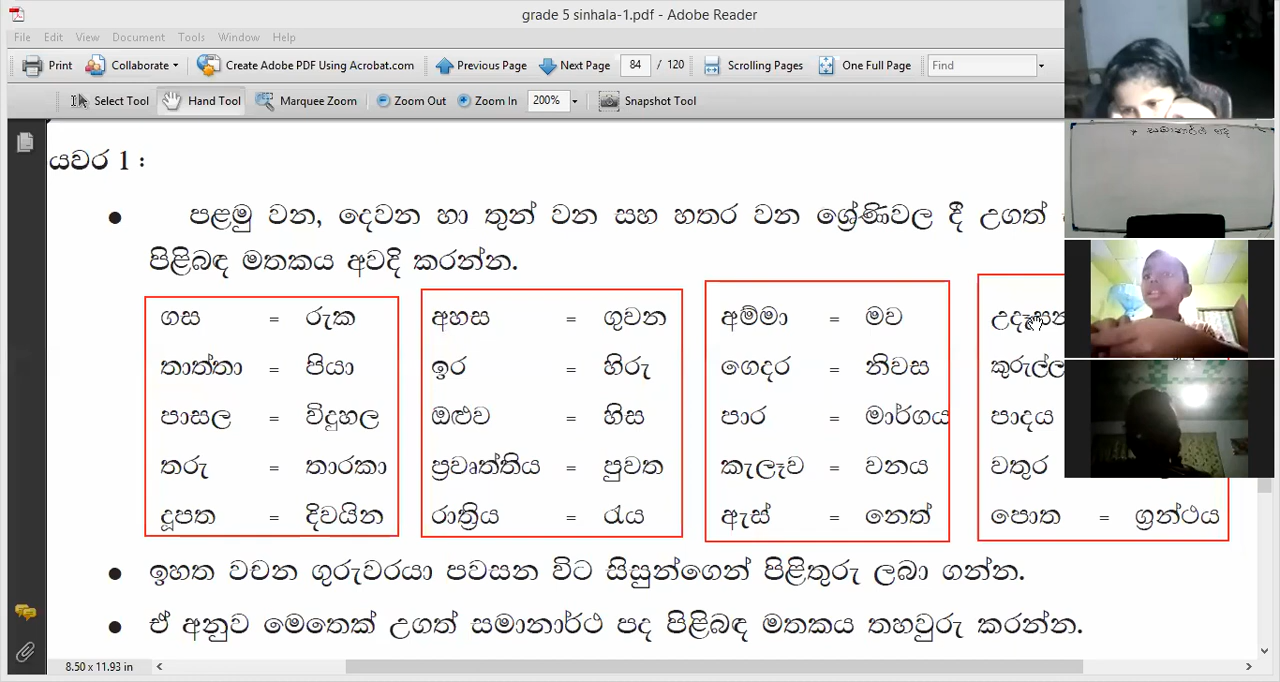 grade 5 sinhala-1.pdf - Adobe Reader
File Edit View Document Tools Window Help
Print Collaborate Create Adobe PDF Using Acrobat.com Previous Page Next Page 84 / 120 Scrolling Pages One Full Page Find
Select Tool Hand Tool Marquee Zoom Zoom Out Zoom In 200% Snapshot Tool
* සමානාර්ථ පද
යවර 1 :
● පළමු වන, දෙවන හා තුන් වන සහ හතර වන ශ්‍රේණිවල දී උගත්
පිළිබඳ මතකය අවදි කරන්න.
ගස = රුක අහස = ගුවන අම්මා = මව
තාත්තා = පියා ඉර = හිරු ගෙදර = නිවස
පාසල = විදුහල ඔළුව = හිස පාර = මාර්ගය පාදය
තරු = තාරකා ප්‍රවෘත්තිය = පුවත කැලෑව = වනය වතුර
දූපත = දිවයින රාත්‍රිය = රැය ඇස් = නෙත් පොත = ග්‍රන්ථය
● ඉහත වචන ගුරුවරයා පවසන විට සිසුන්ගෙන් පිළිතුරු ලබා ගන්න.
● ඒ අනුව මෙතෙක් උගත් සමානාර්ථ පද පිළිබඳ මතකය තහවුරු කරන්න.
8.50 x 11.93 in